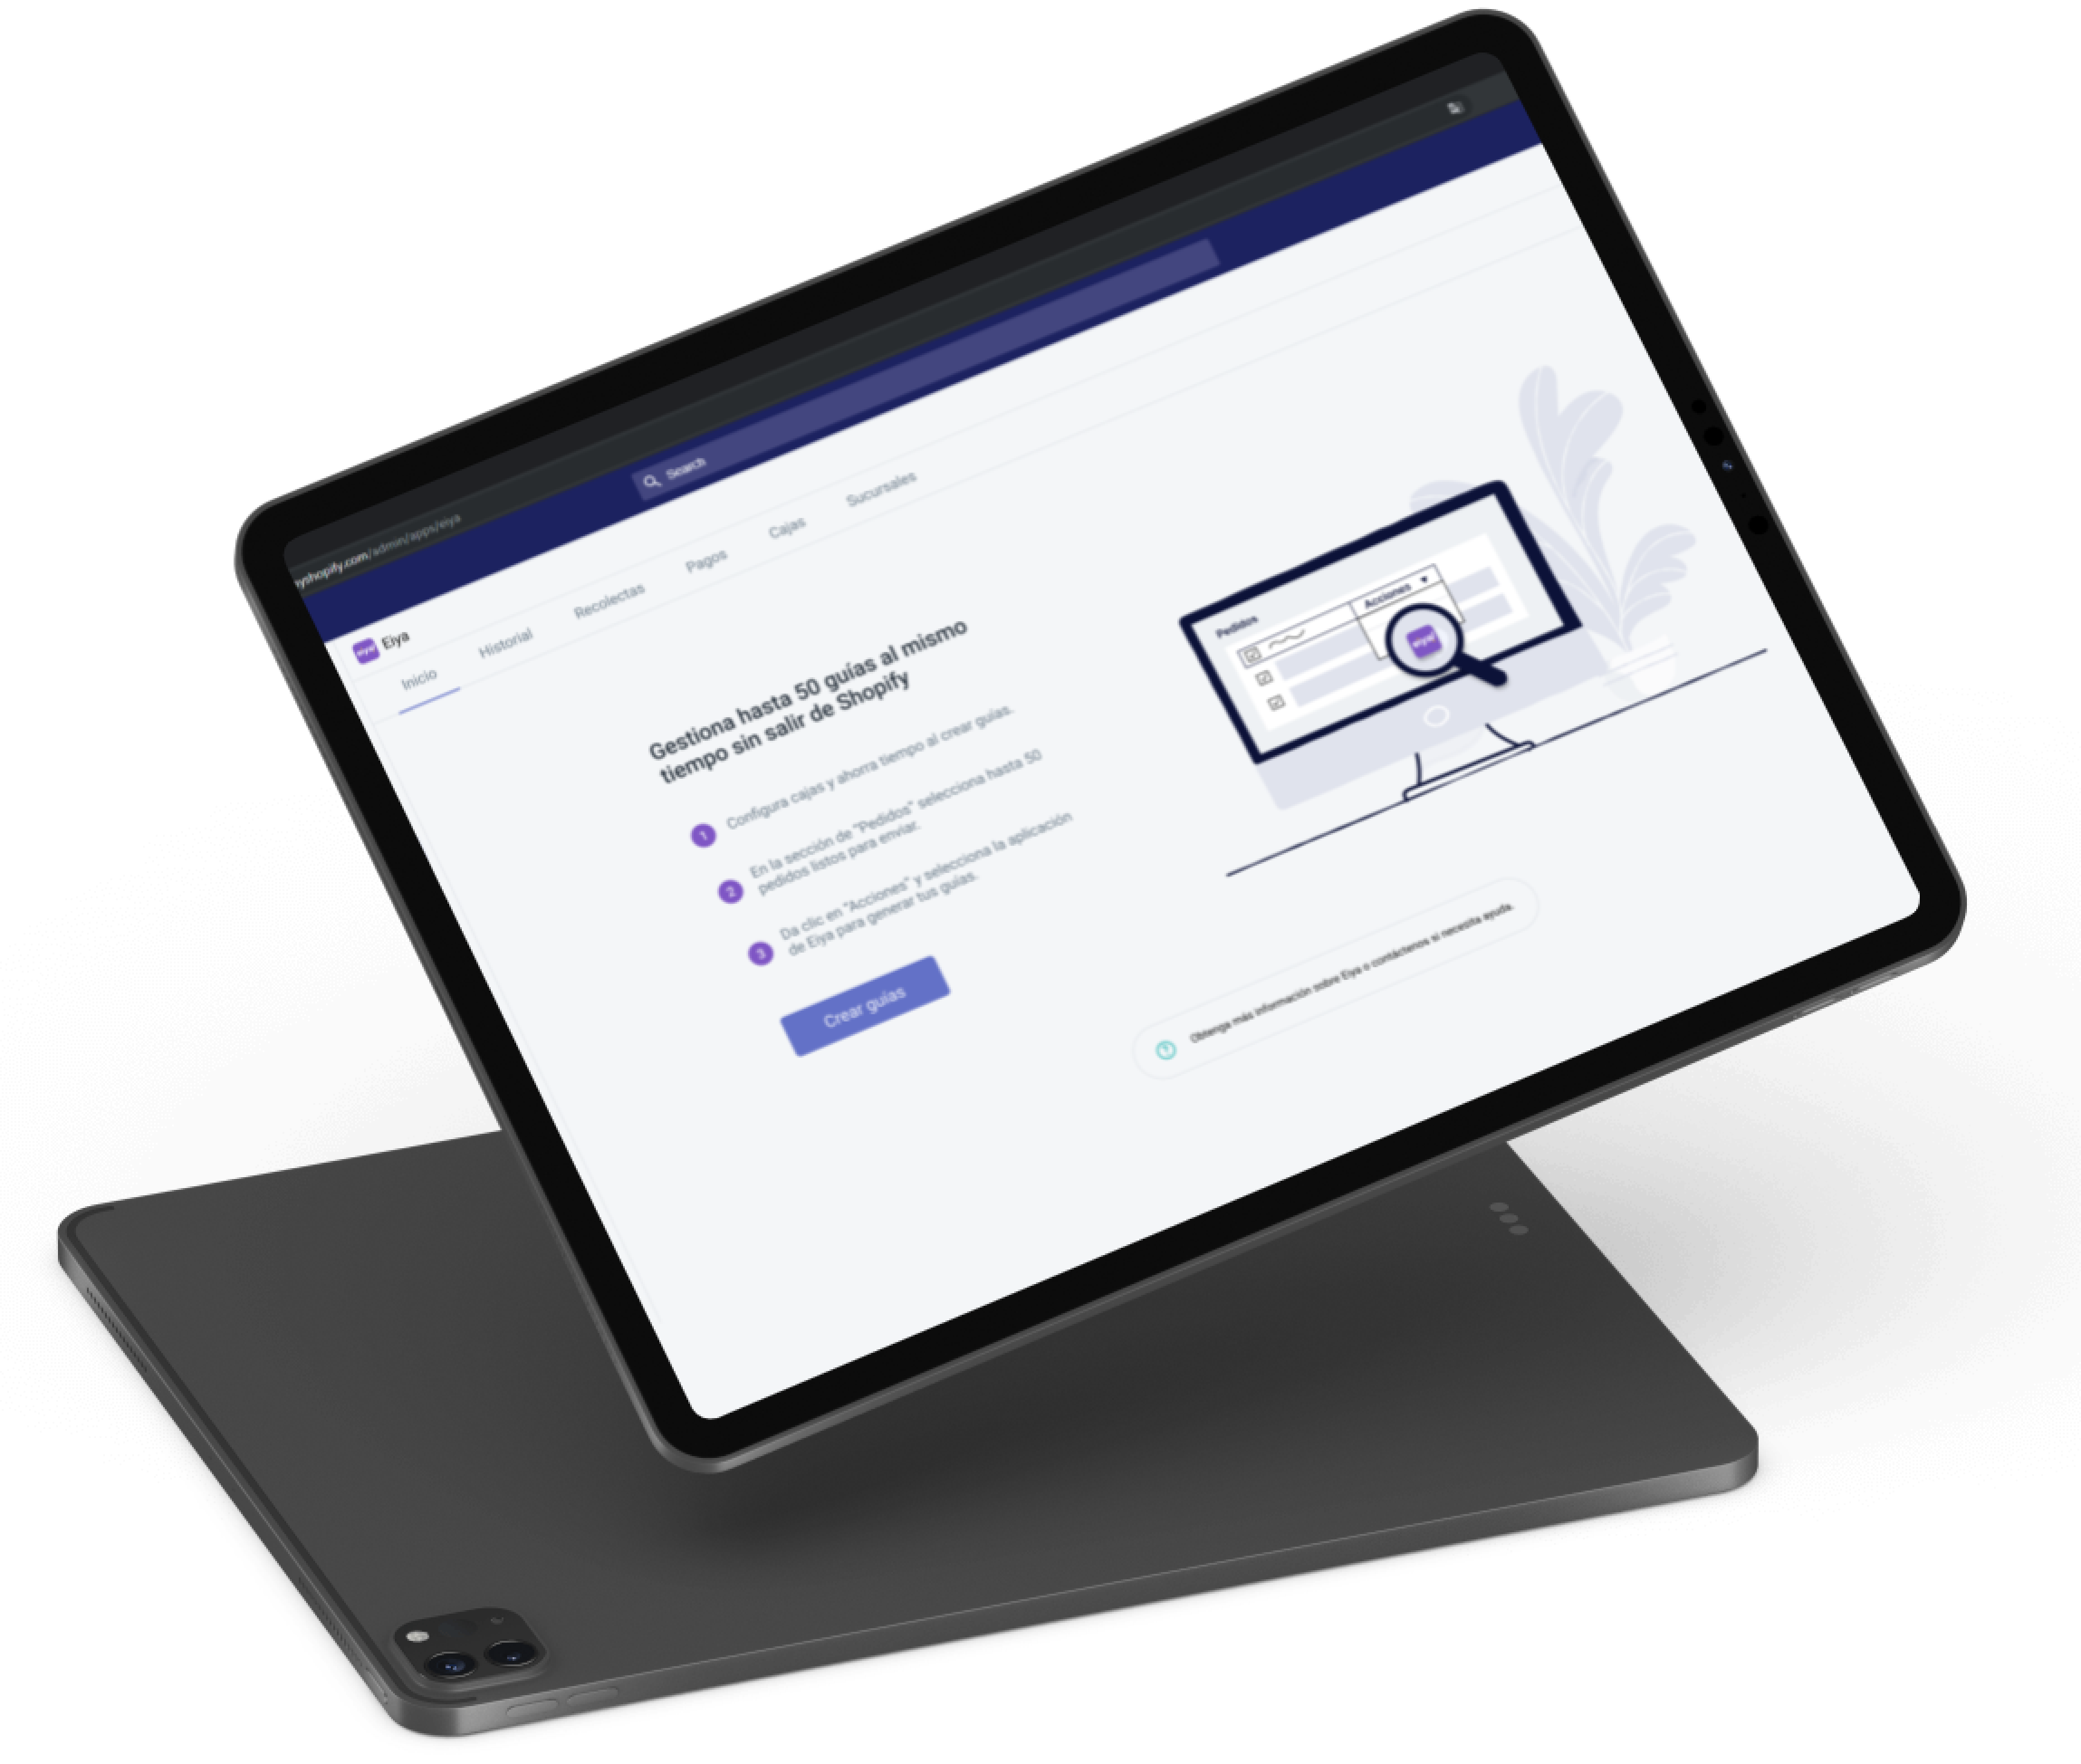 yshopify.com/admin/apps/eiya
Search
eiya! Eiya
Inicio Historial Recolectas Pagos Cajas Sucursales
Gestiona hasta 50 guías al mismo
tiempo sin salir de Shopify
1 Configura cajas y ahorra tiempo al crear guías.
2 En la sección de "Pedidos" selecciona hasta 50
pedidos listos para enviar.
3 Da clic en "Acciones" y selecciona la aplicación
de Eiya para generar tus guías.
Crear guías
Pedidos
Acciones
eiya!
Obtenga más información sobre Eiya o contáctenos si necesita ayuda.